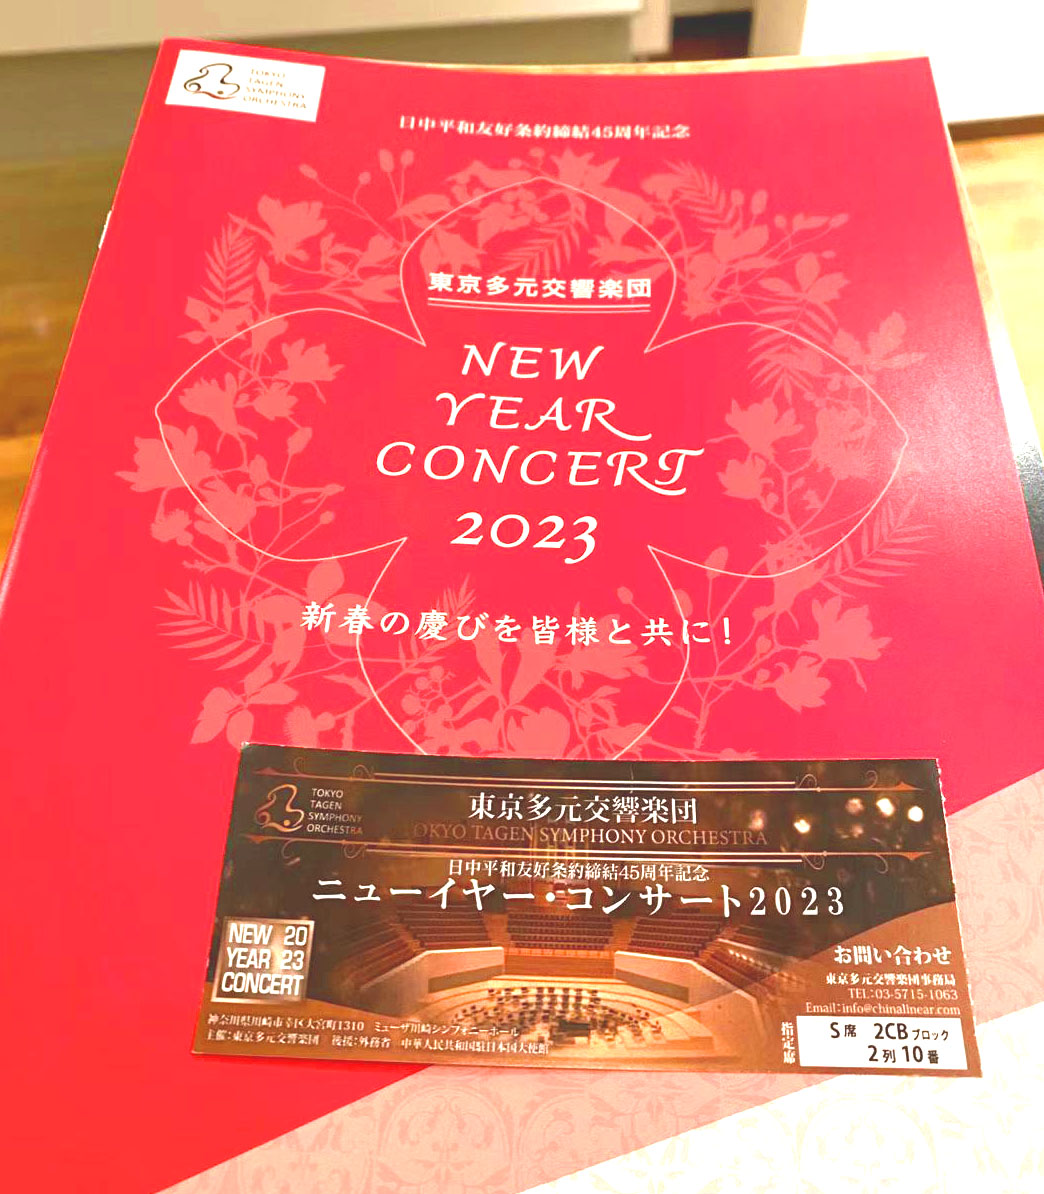 TOKYO
TAGEN
SYMPHONY
ORCHESTRA
日中平和友好条約締結45周年記念
東京多元交響楽団
NEW
YEAR
CONCERT
2023
新春の慶びを皆様と共に!
TOKYO
TAGEN
SYMPHONY
ORCHESTRA
東京多元交響楽団
TOKYO TAGEN SYMPHONY ORCHESTRA
日中平和友好条約締結45周年記念
ニューイヤー・コンサート2023
NEW 20
YEAR 23
CONCERT
お問い合わせ
東京多元交響楽団事務局
TEL:03-5715-1063
Email:info@chinallnear.com
神奈川県川崎市幸区大宮町1310 ミューザ川崎シンフォニーホール
主催:東京多元交響楽団 後援:外務省 中華人民共和国駐日本国大使館
指定席
S席 2CBブロック
2列10番